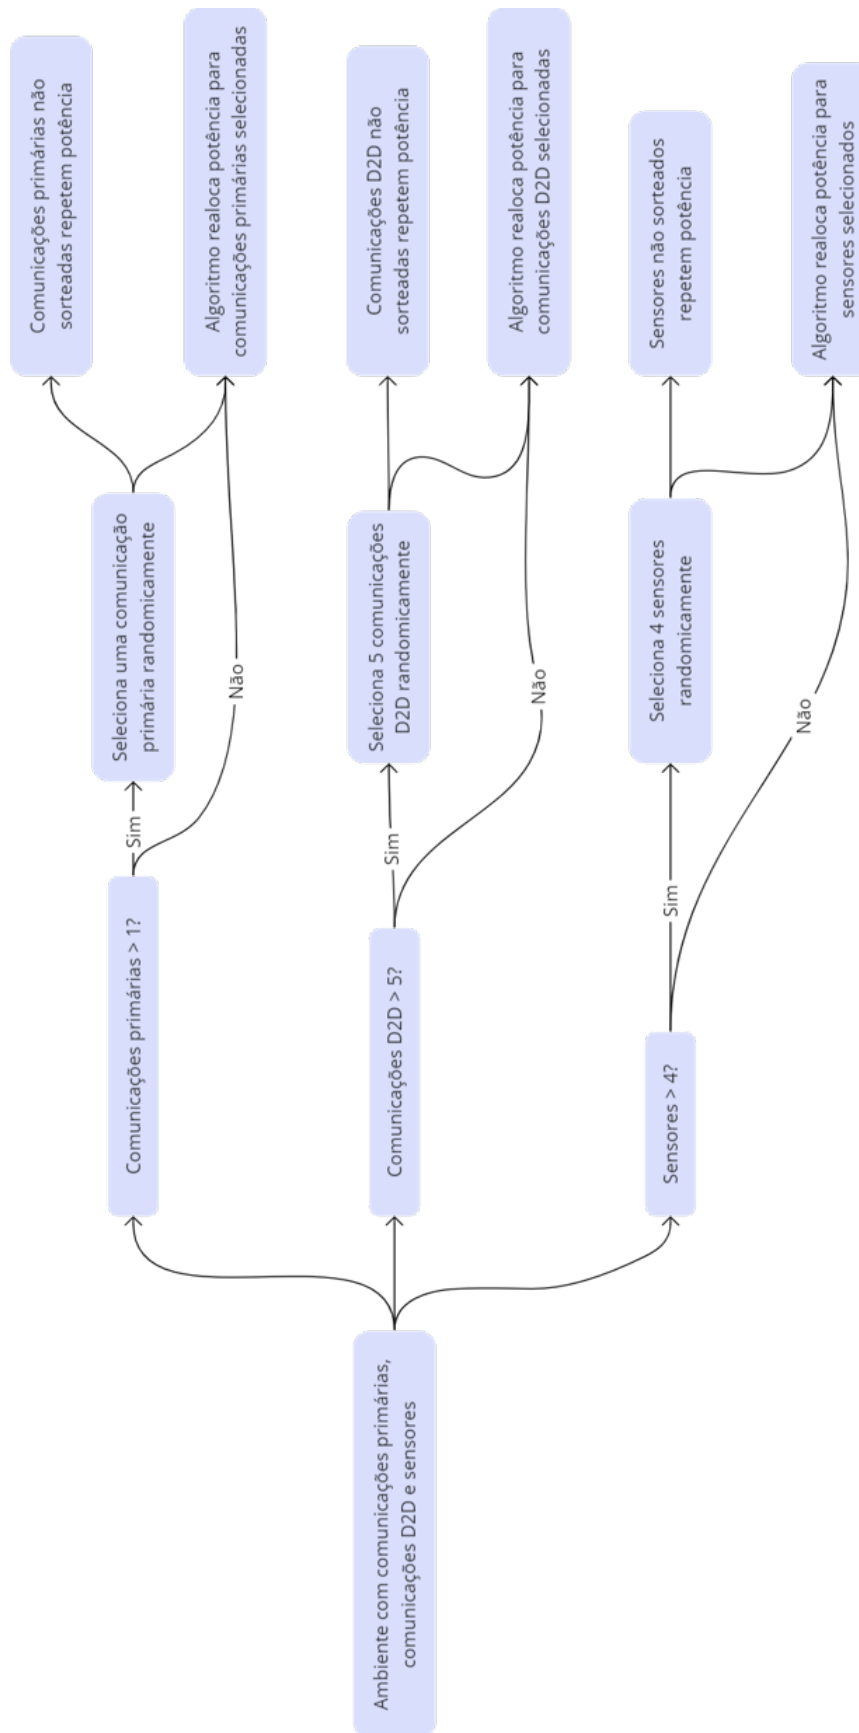 Ambiente com comunicações primárias,
comunicações D2D e sensores
Comunicações primárias > 1?
Sim
Não
Seleciona uma comunicação
primária randomicamente
Comunicações primárias não
sorteadas repetem potência
Algoritmo realoca potência para
comunicações primárias selecionadas
Comunicações D2D > 5?
Sim
Não
Seleciona 5 comunicações
D2D randomicamente
Comunicações D2D não
sorteadas repetem potência
Algoritmo realoca potência para
comunicações D2D selecionadas
Sensores > 4?
Sim
Não
Seleciona 4 sensores
randomicamente
Sensores não sorteados
repetem potência
Algoritmo realoca potência para
sensores selecionados